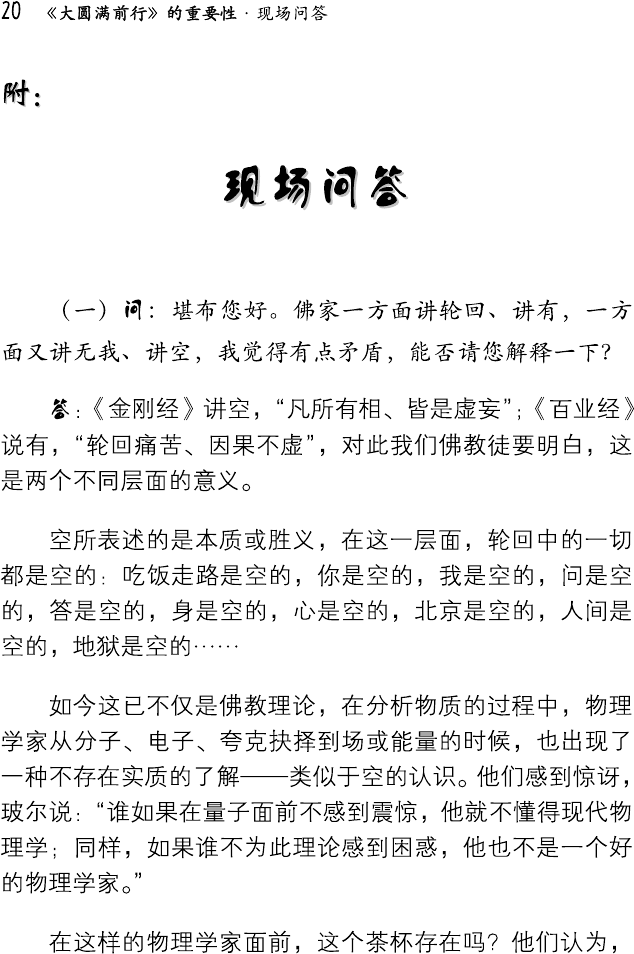 20 《大圆满前行》的重要性·现场问答
附：
现场问答
（一）问：堪布您好。佛家一方面讲轮回、讲有，一方
面又讲无我、讲空，我觉得有点矛盾，能否请您解释一下？
答：《金刚经》讲空，“凡所有相、皆是虚妄”；《百业经》
说有，“轮回痛苦、因果不虚”，对此我们佛教徒要明白，这
是两个不同层面的意义。
空所表述的是本质或胜义，在这一层面，轮回中的一切
都是空的：吃饭走路是空的，你是空的，我是空的，问是空
的，答是空的，身是空的，心是空的，北京是空的，人间是
空的，地狱是空的……
如今这已不仅是佛教理论，在分析物质的过程中，物理
学家从分子、电子、夸克抉择到场或能量的时候，也出现了
一种不存在实质的了解——类似于空的认识。他们感到惊讶，
玻尔说：“谁如果在量子面前不感到震惊，他就不懂得现代物
理学；同样，如果谁不为此理论感到困惑，他也不是一个好
的物理学家。”
在这样的物理学家面前，这个茶杯存在吗？他们认为，